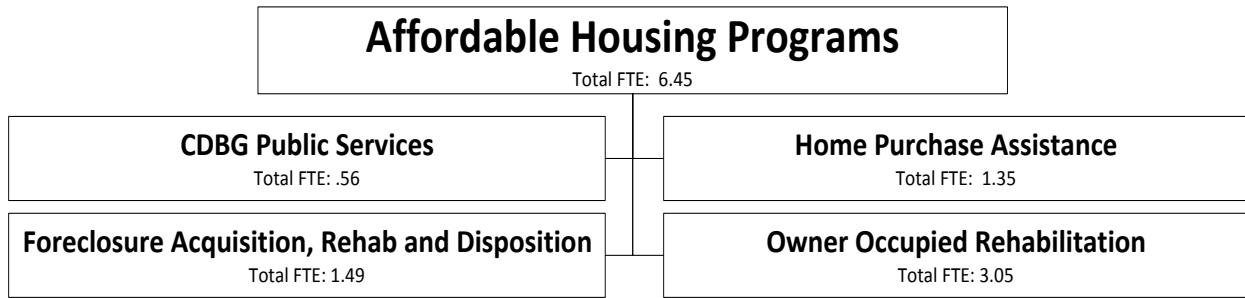 Affordable Housing Programs
Total FTE: 6.45
CDBG Public Services
Total FTE: .56
Home Purchase Assistance
Total FTE: 1.35
Foreclosure Acquisition, Rehab and Disposition
Total FTE: 1.49
Owner Occupied Rehabilitation
Total FTE: 3.05